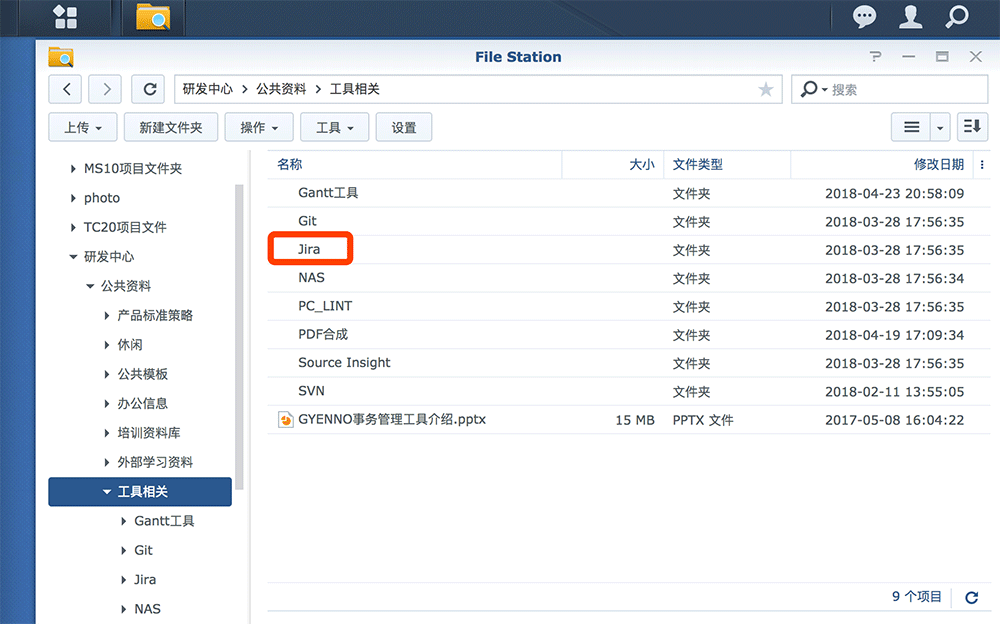 File Station
?
研发中心 > 公共资料 > 工具相关
搜索
上传
新建文件夹
操作
工具
设置
MS10项目文件夹
photo
TC20项目文件
研发中心
公共资料
产品标准策略
休闲
公共模板
办公信息
培训资料库
外部学习资料
工具相关
Gantt工具
Git
Jira
NAS
名称 大小 文件类型 修改日期
Gantt工具 文件夹 2018-04-23 20:58:09
Git 文件夹 2018-03-28 17:56:35
Jira 文件夹 2018-03-28 17:56:35
NAS 文件夹 2018-03-28 17:56:34
PC_LINT 文件夹 2018-03-28 17:56:35
PDF合成 文件夹 2018-04-19 17:09:34
Source Insight 文件夹 2018-03-28 17:56:35
SVN 文件夹 2018-02-11 13:55:05
GYENNO事务管理工具介绍.pptx 15 MB PPTX 文件 2017-05-08 16:04:22
9 个项目